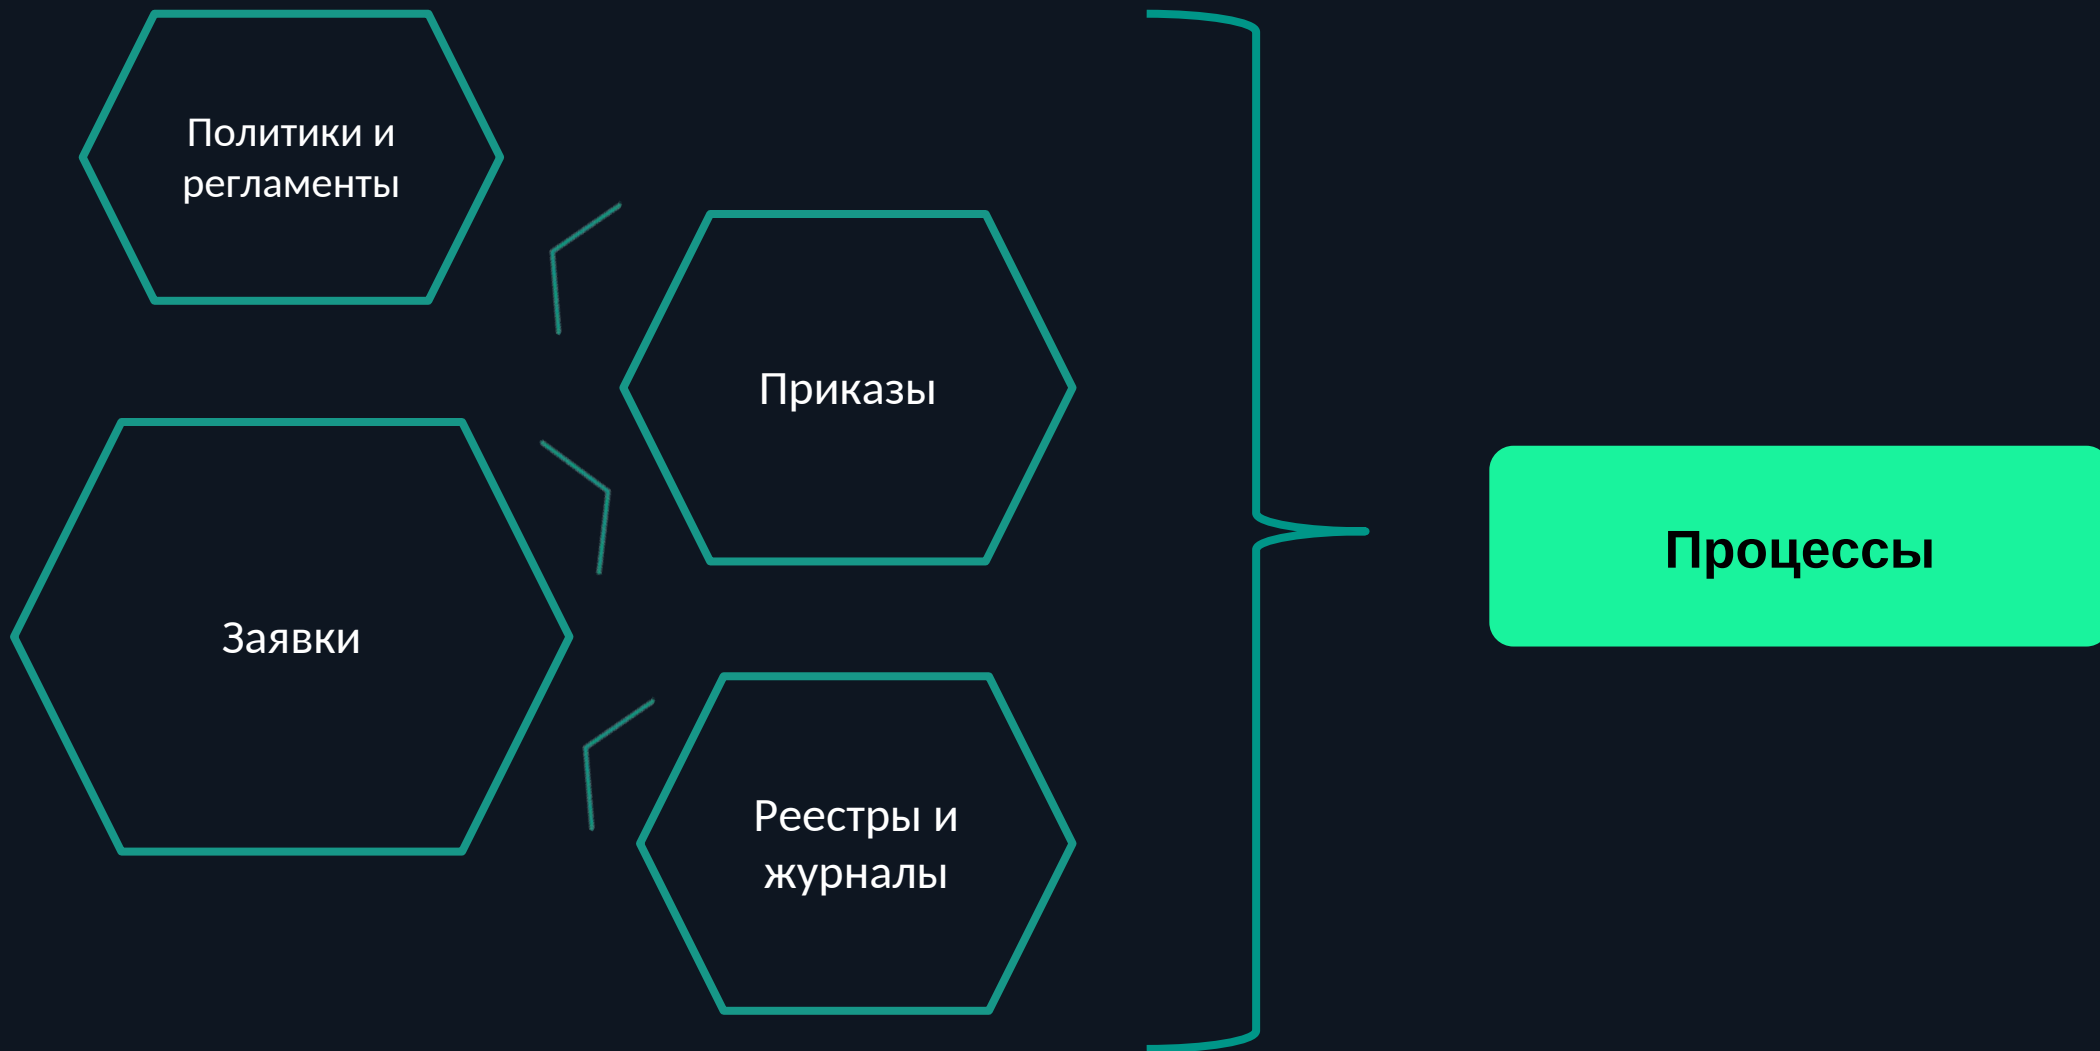 Политики и
регламенты
Приказы
Заявки
Реестры и
журналы
Процессы